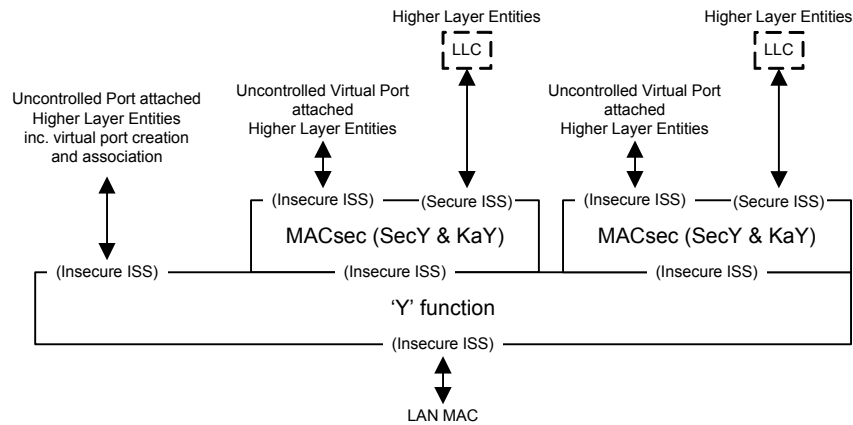 Higher Layer Entities
Higher Layer Entities
LLC
LLC
Uncontrolled Port attached
Higher Layer Entities
inc. virtual port creation
and association
Uncontrolled Virtual Port
attached
Higher Layer Entities
Uncontrolled Virtual Port
attached
Higher Layer Entities
(Insecure ISS)
(Secure ISS)
(Insecure ISS)
(Secure ISS)
MACsec (SecY & KaY)
MACsec (SecY & KaY)
(Insecure ISS)
(Insecure ISS)
(Insecure ISS)
‘Y’ function
(Insecure ISS)
LAN MAC